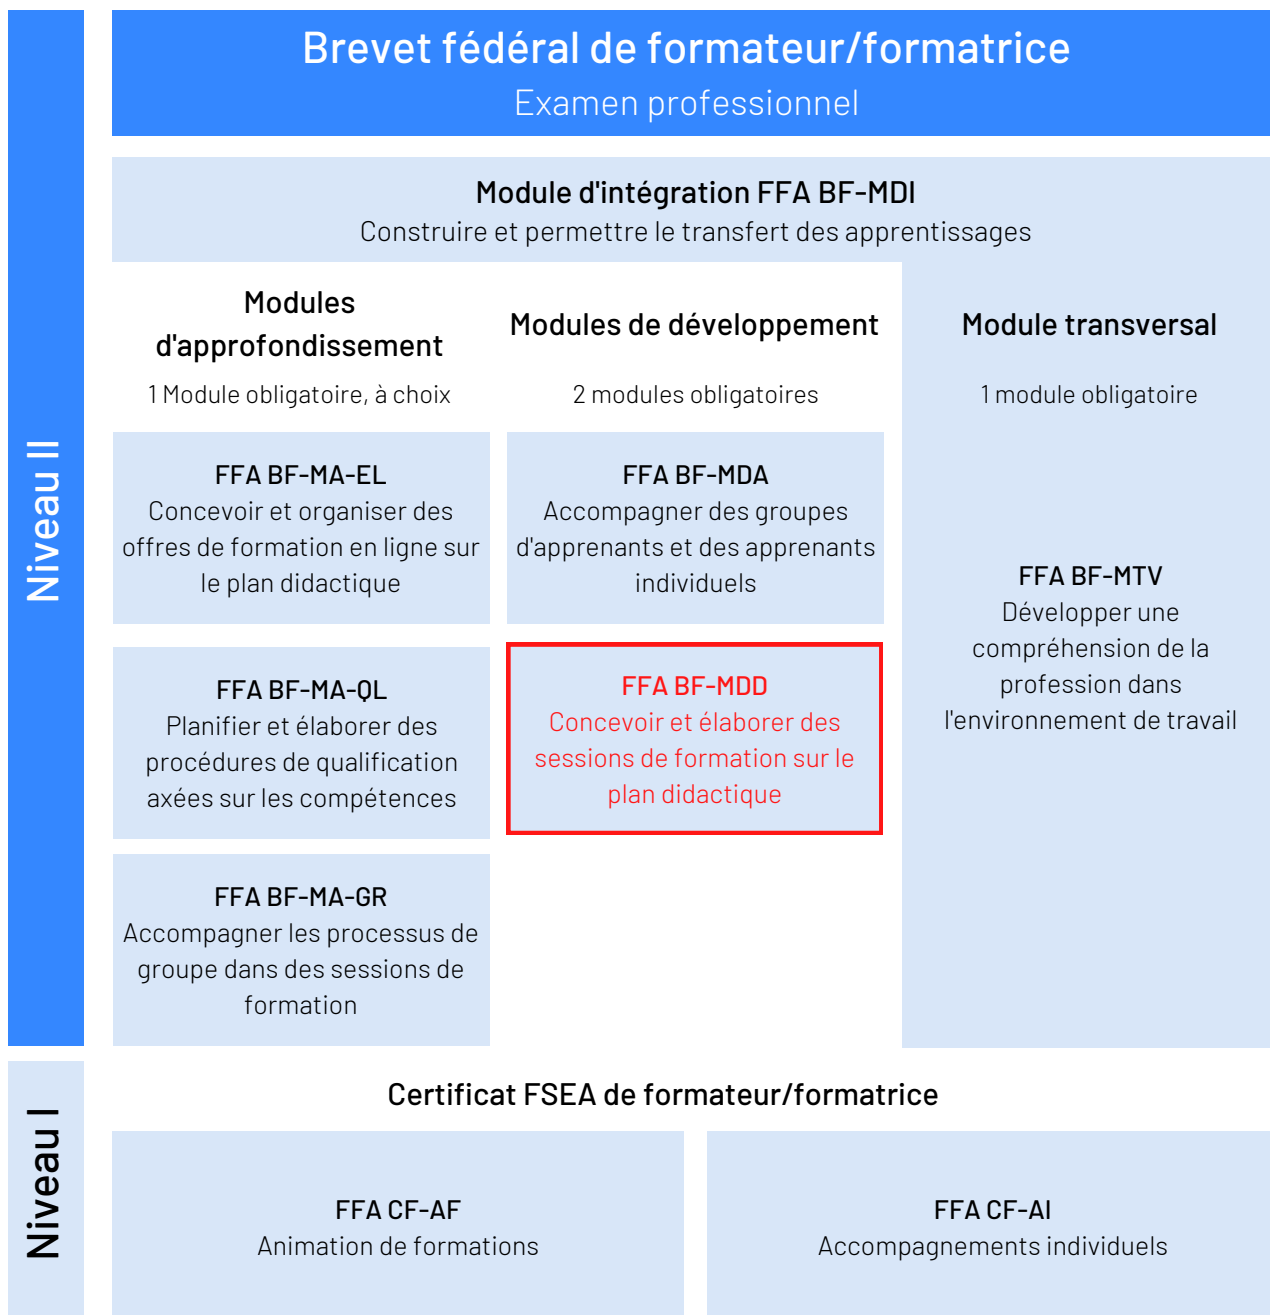 Brevet fédéral de formateur/formatrice
Examen professionnel
Niveau II
Module d'intégration FFA BF-MDI
Construire et permettre le transfert des apprentissages
Modules
d'approfondissement
1 Module obligatoire, à choix
FFA BF-MA-EL
Concevoir et organiser des
offres de formation en ligne sur
le plan didactique
FFA BF-MA-QL
Planifier et élaborer des
procédures de qualification
axées sur les compétences
FFA BF-MA-GR
Accompagner les processus de
groupe dans des sessions de
formation
Modules de développement
2 modules obligatoires
FFA BF-MDA
Accompagner des groupes
d'apprenants et des apprenants
individuels
FFA BF-MDD
Concevoir et élaborer des
sessions de formation sur le
plan didactique
Module transversal
1 module obligatoire
FFA BF-MTV
Développer une
compréhension de la
profession dans
l'environnement de travail
Niveau I
Certificat FSEA de formateur/formatrice
FFA CF-AF
Animation de formations
FFA CF-AI
Accompagnements individuels